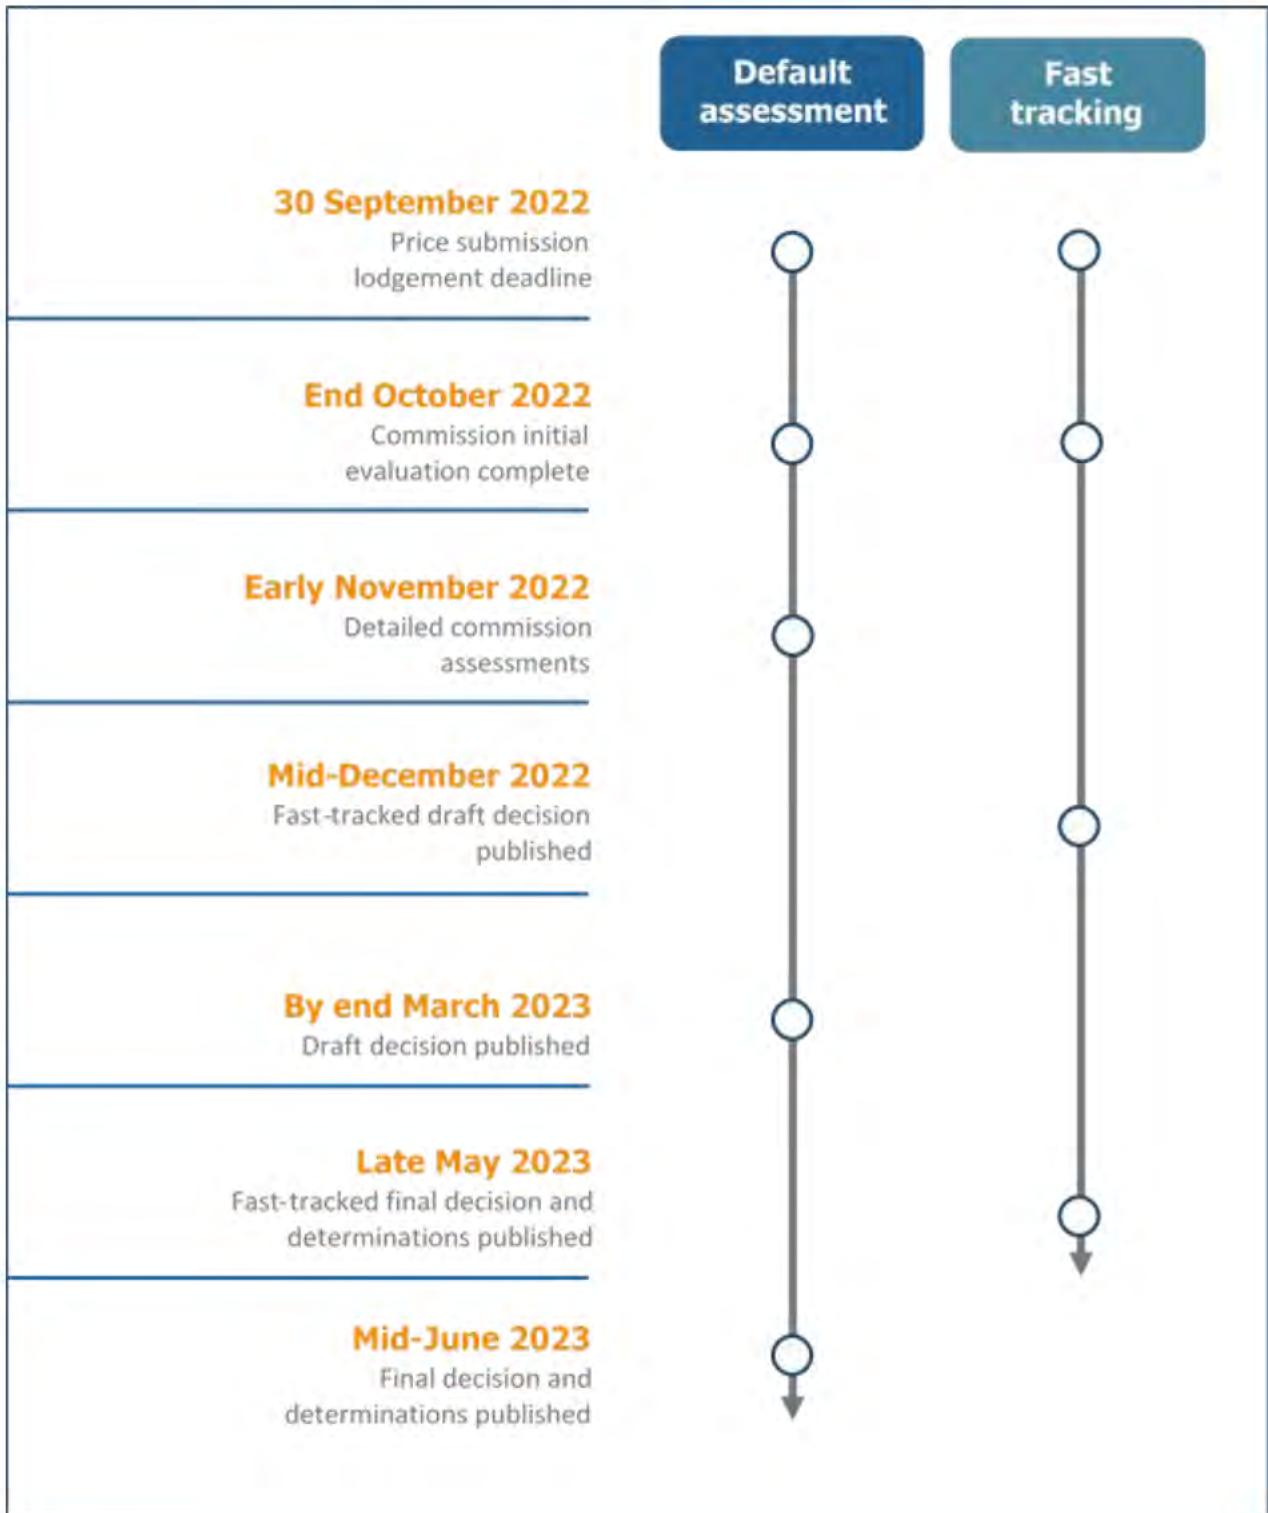 Default
assessment
Fast
tracking
30 September 2022
Price submission
lodgement deadline
End October 2022
Commission initial
evaluation complete
Early November 2022
Detailed commission
assessments
Mid-December 2022
Fast-tracked draft decision
published
By end March 2023
Draft decision published
Late May 2023
Fast-tracked final decision and
determinations published
Mid-June 2023
Final decision and
determinations published